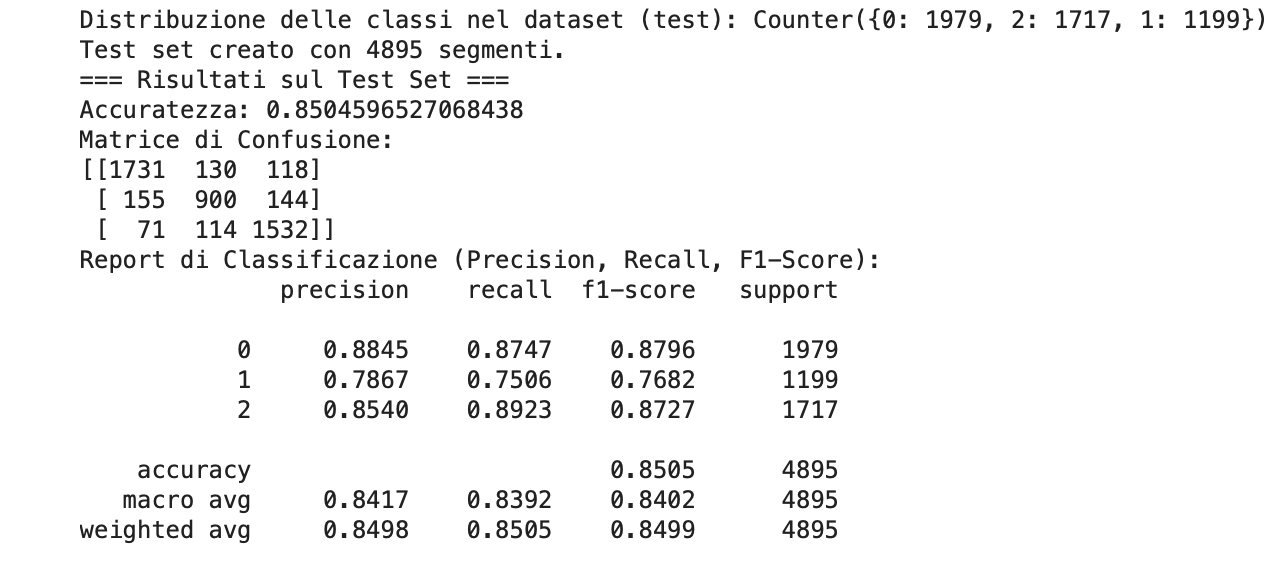 Distribuzione delle classi nel dataset (test): Counter({0: 1979, 2: 1717, 1: 1199})
Test set creato con 4895 segmenti.
=== Risultati sul Test Set ===
Accuratezza: 0.8504596527068438
Matrice di Confusione:
[[1731  130  118]
 [ 155  900  144]
 [  71  114 1532]]
Report di Classificazione (Precision, Recall, F1-Score):
              precision    recall  f1-score   support

           0     0.8845    0.8747    0.8796      1979
           1     0.7867    0.7506    0.7682      1199
           2     0.8540    0.8923    0.8727      1717

    accuracy                         0.8505      4895
   macro avg     0.8417    0.8392    0.8402      4895
weighted avg     0.8498    0.8505    0.8499      4895